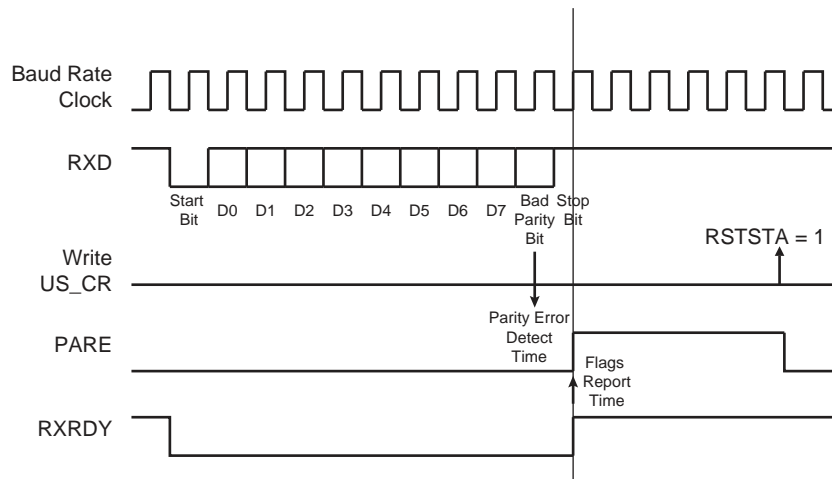 Baud Rate
Clock
RXD
Start
Bit
D0
D1
D2
D3
D4
D5
D6
D7
Bad
Parity
Bit
Stop
Bit
Write
US_CR
RSTSTA = 1
Parity Error
Detect
Time
PARE
Flags
Report
Time
RXRDY